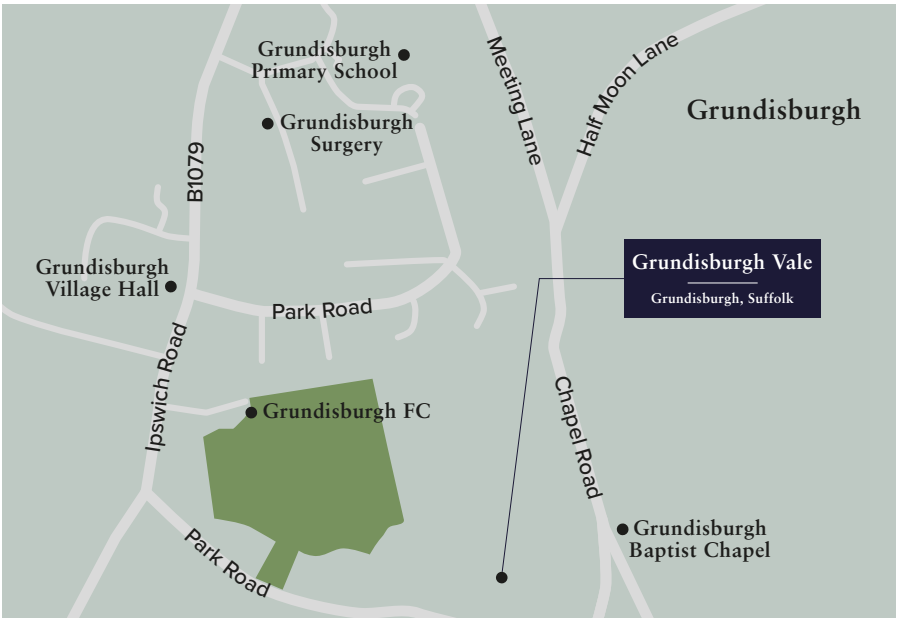 Grundisburgh
Primary School
Meeting Lane
Half Moon Lane
Grundisburgh
Grundisburgh
Surgery
B1079
Grundisburgh Vale
Grundisburgh, Suffolk
Grundisburgh
Village Hall
Park Road
Ipswich Road
Grundisburgh FC
Chapel Road
Grundisburgh
Baptist Chapel
Park Road